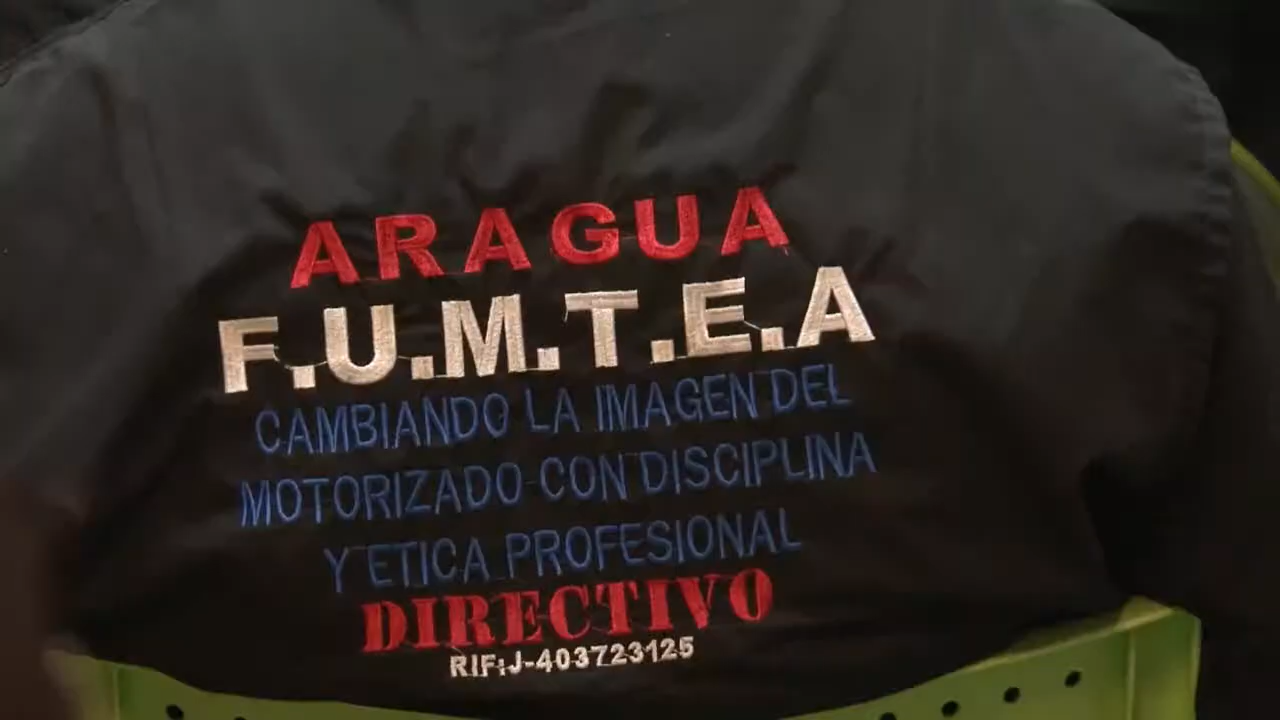 ARAGUA
F.U.M.T.E.A
CAMBIANDO LA IMAGEN DEL
MOTORIZADO CON DISCIPLINA
Y ETICA PROFESIONAL
DIRECTIVO
RIF:J-403723125